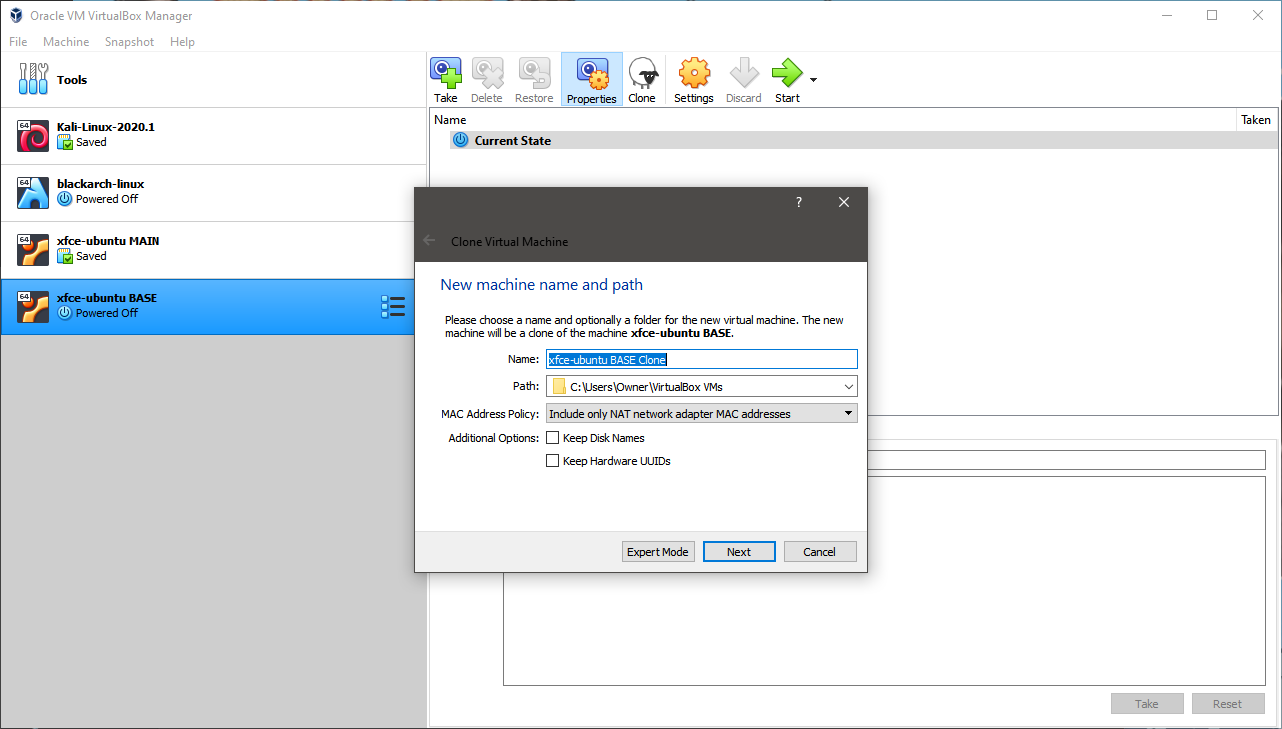 Oracle VM VirtualBox Manager
File Machine Snapshot Help
Tools
Take Delete Restore Properties Clone Settings Discard Start
64
Kali-Linux-2020.1
Saved
64
blackarch-linux
Powered Off
64
xfce-ubuntu MAIN
Saved
64
xfce-ubuntu BASE
Powered Off
Name Taken
Current State
?
Clone Virtual Machine
New machine name and path
Please choose a name and optionally a folder for the new virtual machine. The new
machine will be a clone of the machine xfce-ubuntu BASE.
Name: xfce-ubuntu BASE Clone
Path: C:\Users\Owner\VirtualBox VMs
MAC Address Policy: Include only NAT network adapter MAC addresses
Additional Options: Keep Disk Names
Keep Hardware UUIDs
Expert Mode Next Cancel
Take Reset